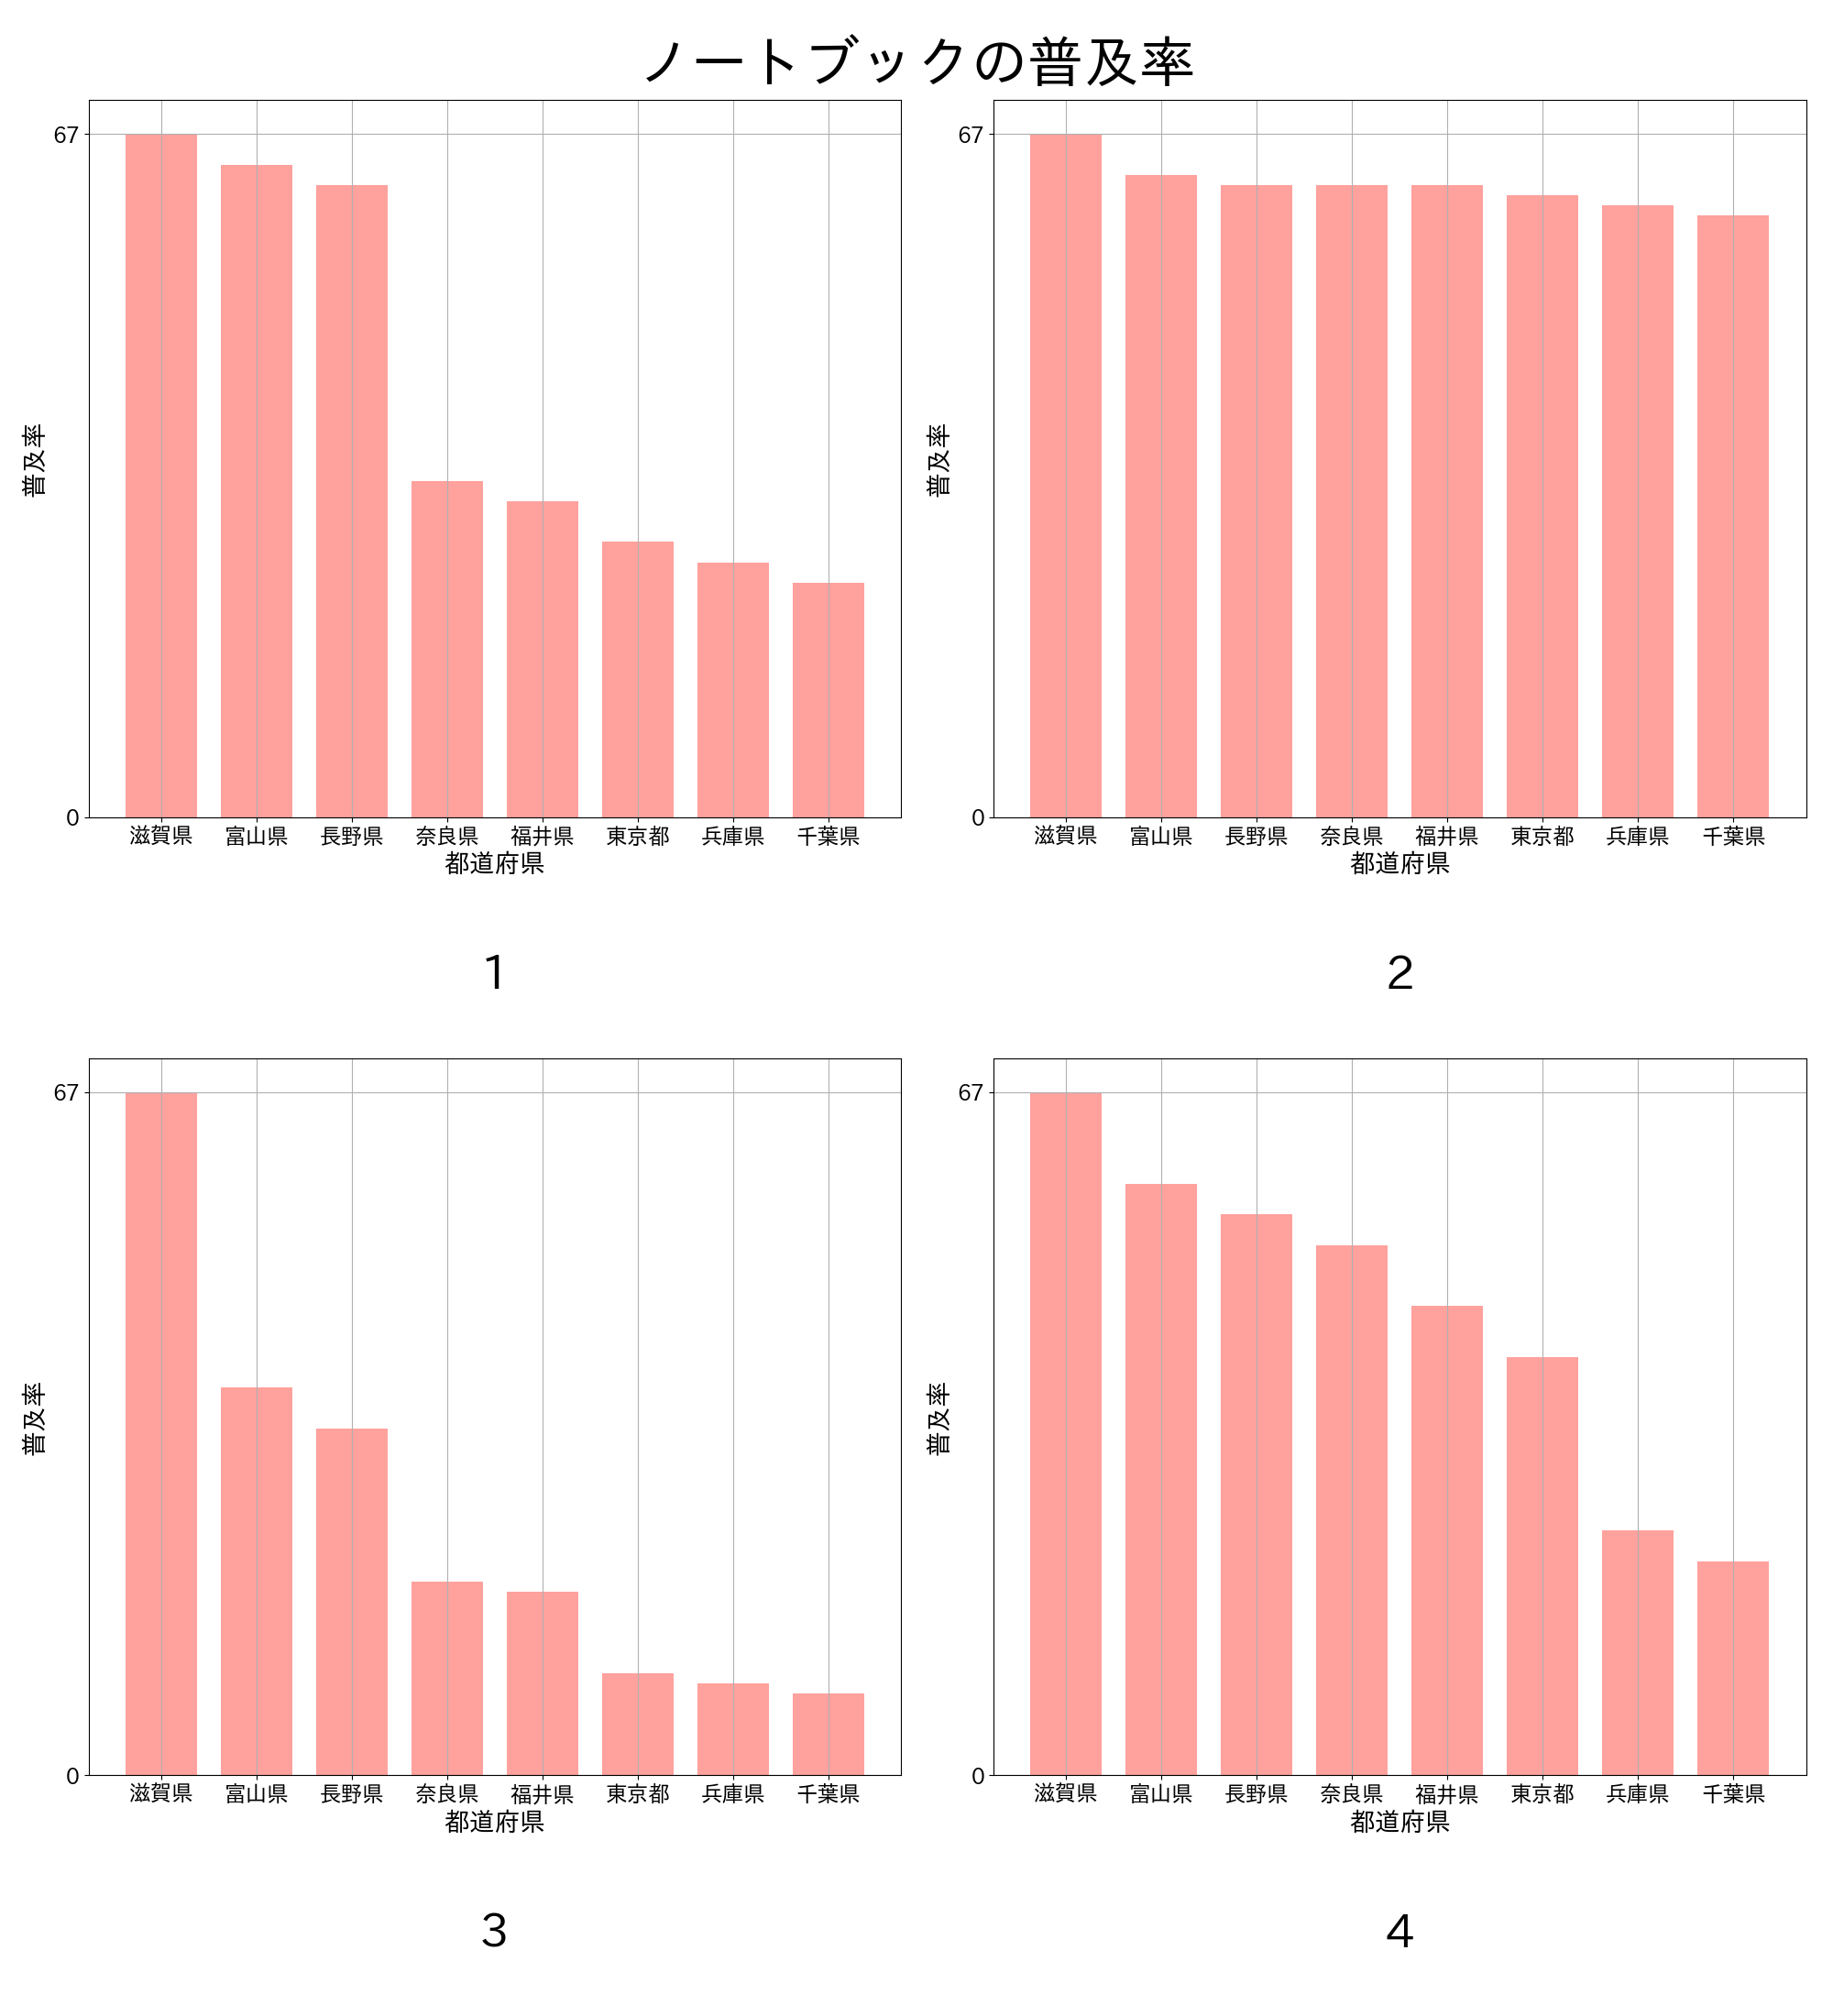 ノートブックの普及率
67
0
普及率
滋賀県 富山県 長野県 奈良県 福井県 東京都 兵庫県 千葉県
都道府県
1
67
0
普及率
滋賀県 富山県 長野県 奈良県 福井県 東京都 兵庫県 千葉県
都道府県
2
67
0
普及率
滋賀県 富山県 長野県 奈良県 福井県 東京都 兵庫県 千葉県
都道府県
3
67
0
普及率
滋賀県 富山県 長野県 奈良県 福井県 東京都 兵庫県 千葉県
都道府県
4